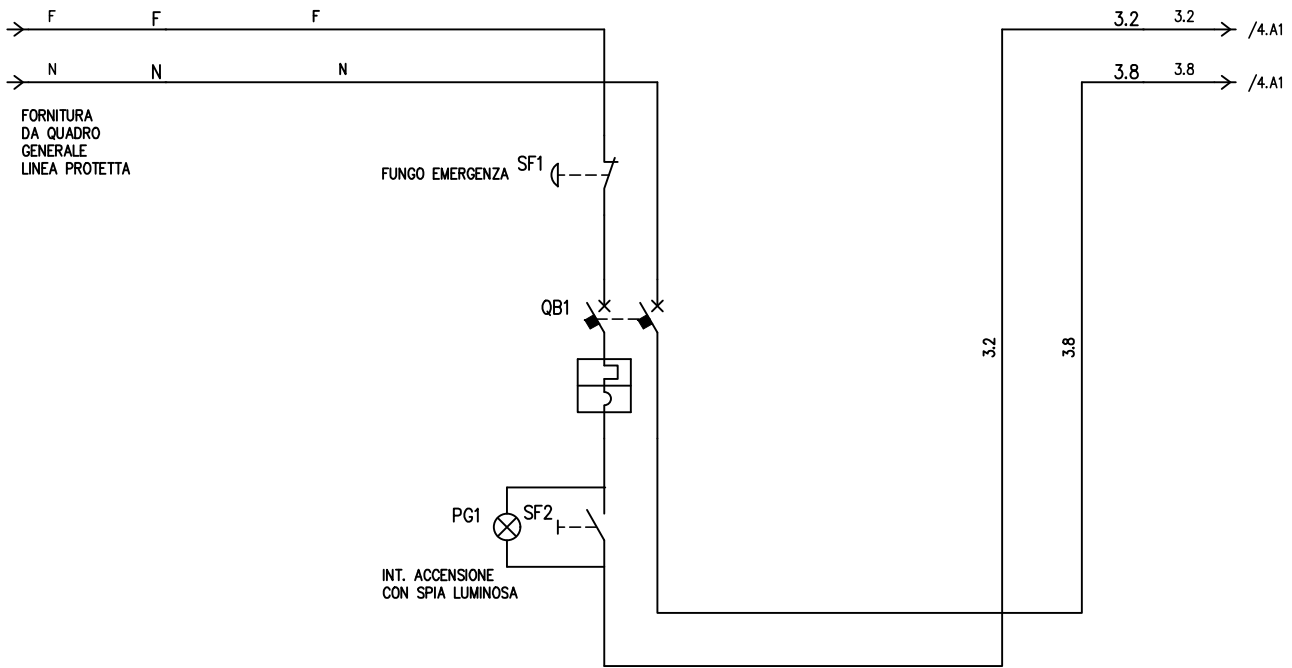 F F F
3.2 3.2 /4.A1
N N N
3.8 3.8 /4.A1
FORNITURA
DA QUADRO
GENERALE
LINEA PROTETTA
FUNGO EMERGENZA SF1
QB1
3.2
3.8
PG1 SF2
INT. ACCENSIONE
CON SPIA LUMINOSA